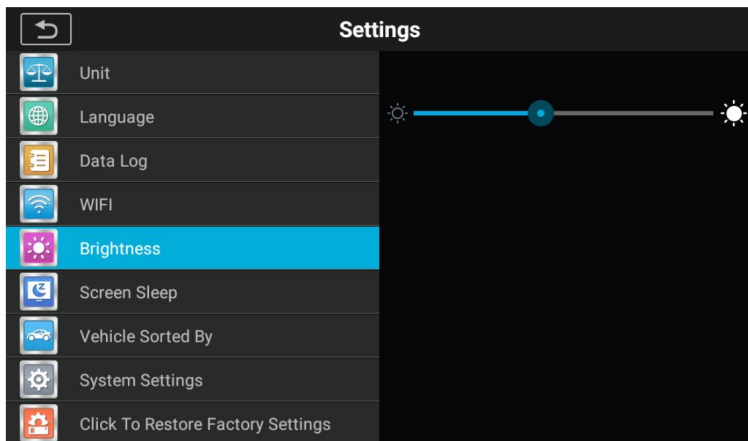 Settings
Unit
Language
Data Log
WIFI
Brightness
Screen Sleep
Vehicle Sorted By
System Settings
Click To Restore Factory Settings